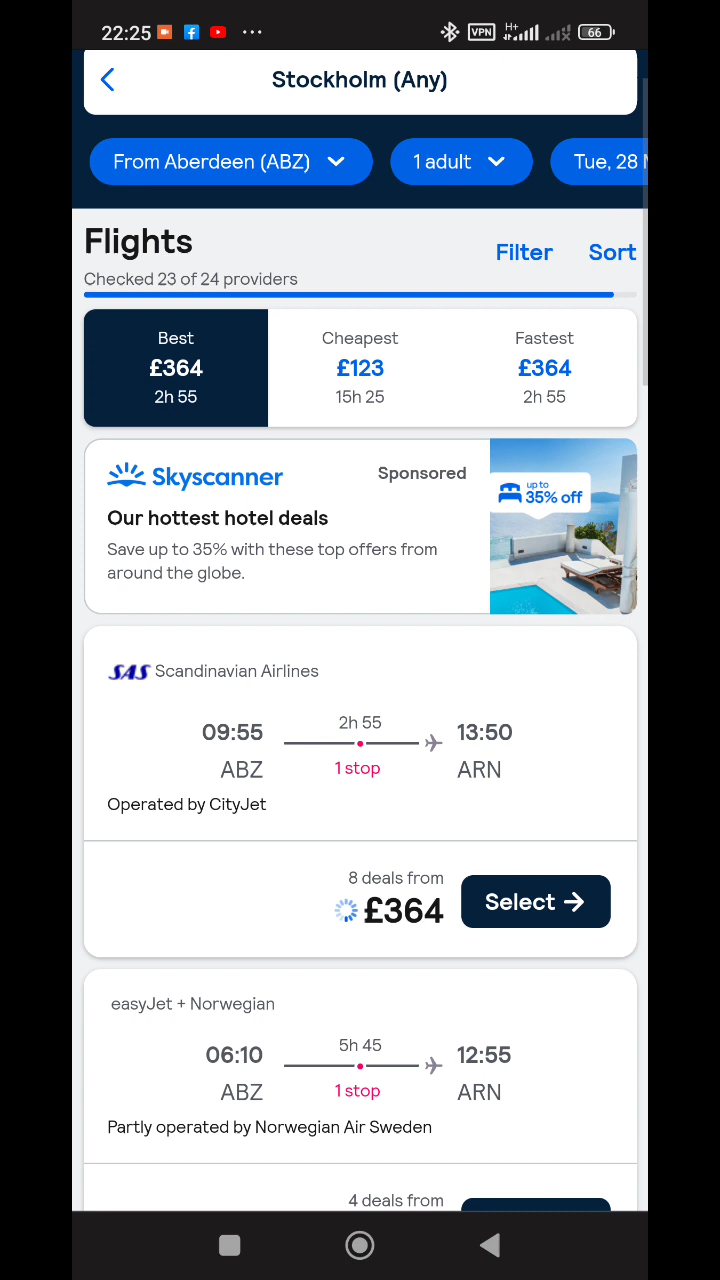 22:25 VPN H+ 66
Stockholm (Any)
From Aberdeen (ABZ) 1 adult Tue, 28
Flights
Filter Sort
Checked 23 of 24 providers
Best Cheapest Fastest
£364 £123 £364
2h 55 15h 25 2h 55
Skyscanner Sponsored
up to
35% off
Our hottest hotel deals
Save up to 35% with these top offers from
around the globe.
SAS Scandinavian Airlines
2h 55
09:55 13:50
ABZ 1 stop ARN
Operated by CityJet
8 deals from
£364 Select
easyJet + Norwegian
5h 45
06:10 12:55
ABZ 1 stop ARN
Partly operated by Norwegian Air Sweden
4 deals from